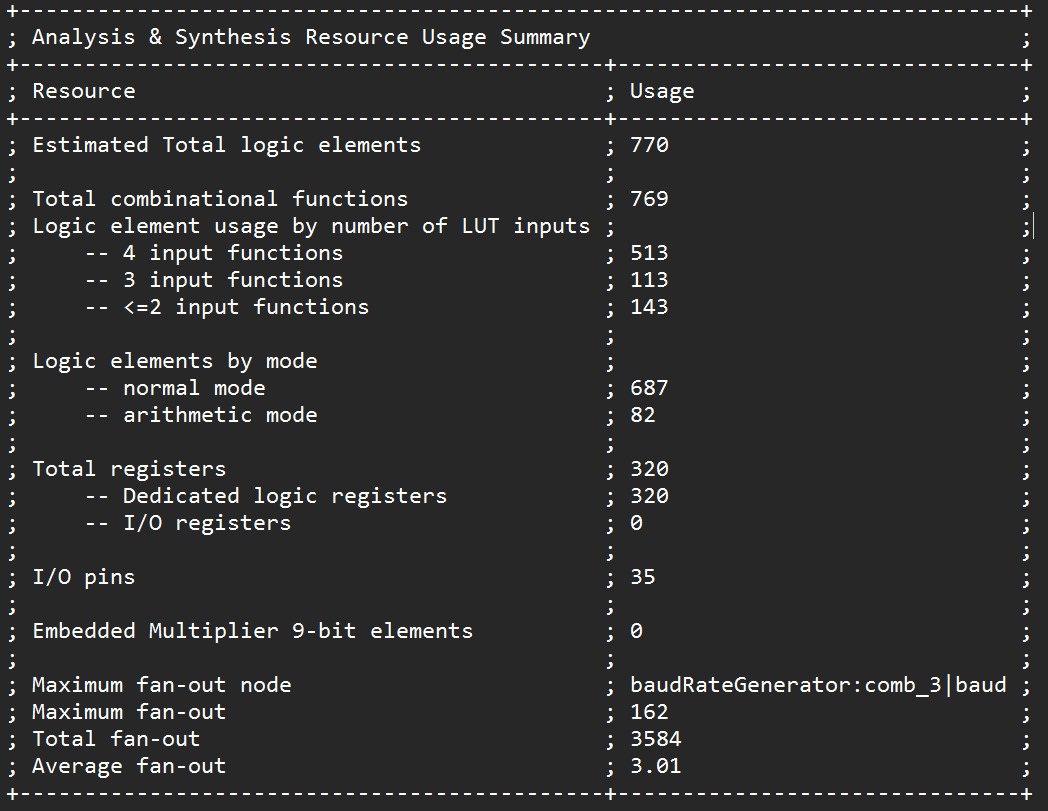 +-----------------------------------------------------------------------------+
; Analysis & Synthesis Resource Usage Summary                                 ;
+---------------------------------------------+-------------------------------+
; Resource                                    ; Usage                         ;
+---------------------------------------------+-------------------------------+
; Estimated Total logic elements              ; 770                           ;
;                                             ;                               ;
; Total combinational functions               ; 769                           ;
; Logic element usage by number of LUT inputs ;                               ;
;     -- 4 input functions                    ; 513                           ;
;     -- 3 input functions                    ; 113                           ;
;     -- <=2 input functions                  ; 143                           ;
;                                             ;                               ;
; Logic elements by mode                      ;                               ;
;     -- normal mode                          ; 687                           ;
;     -- arithmetic mode                      ; 82                            ;
;                                             ;                               ;
; Total registers                             ; 320                           ;
;     -- Dedicated logic registers            ; 320                           ;
;     -- I/O registers                        ; 0                             ;
;                                             ;                               ;
; I/O pins                                    ; 35                            ;
;                                             ;                               ;
; Embedded Multiplier 9-bit elements          ; 0                             ;
;                                             ;                               ;
; Maximum fan-out node                        ; baudRateGenerator:comb_3|baud ;
; Maximum fan-out                             ; 162                           ;
; Total fan-out                               ; 3584                          ;
; Average fan-out                             ; 3.01                          ;
+---------------------------------------------+-------------------------------+